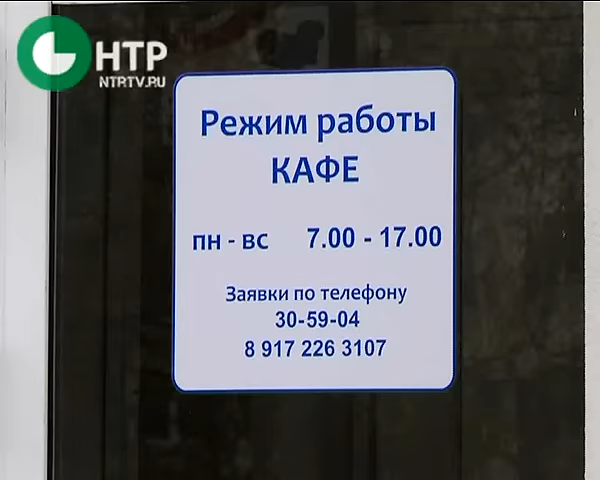 НТР
NTRTV.RU
Режим работы
КАФЕ
пн - вс 7.00 - 17.00
Заявки по телефону
30-59-04
8 917 226 3107